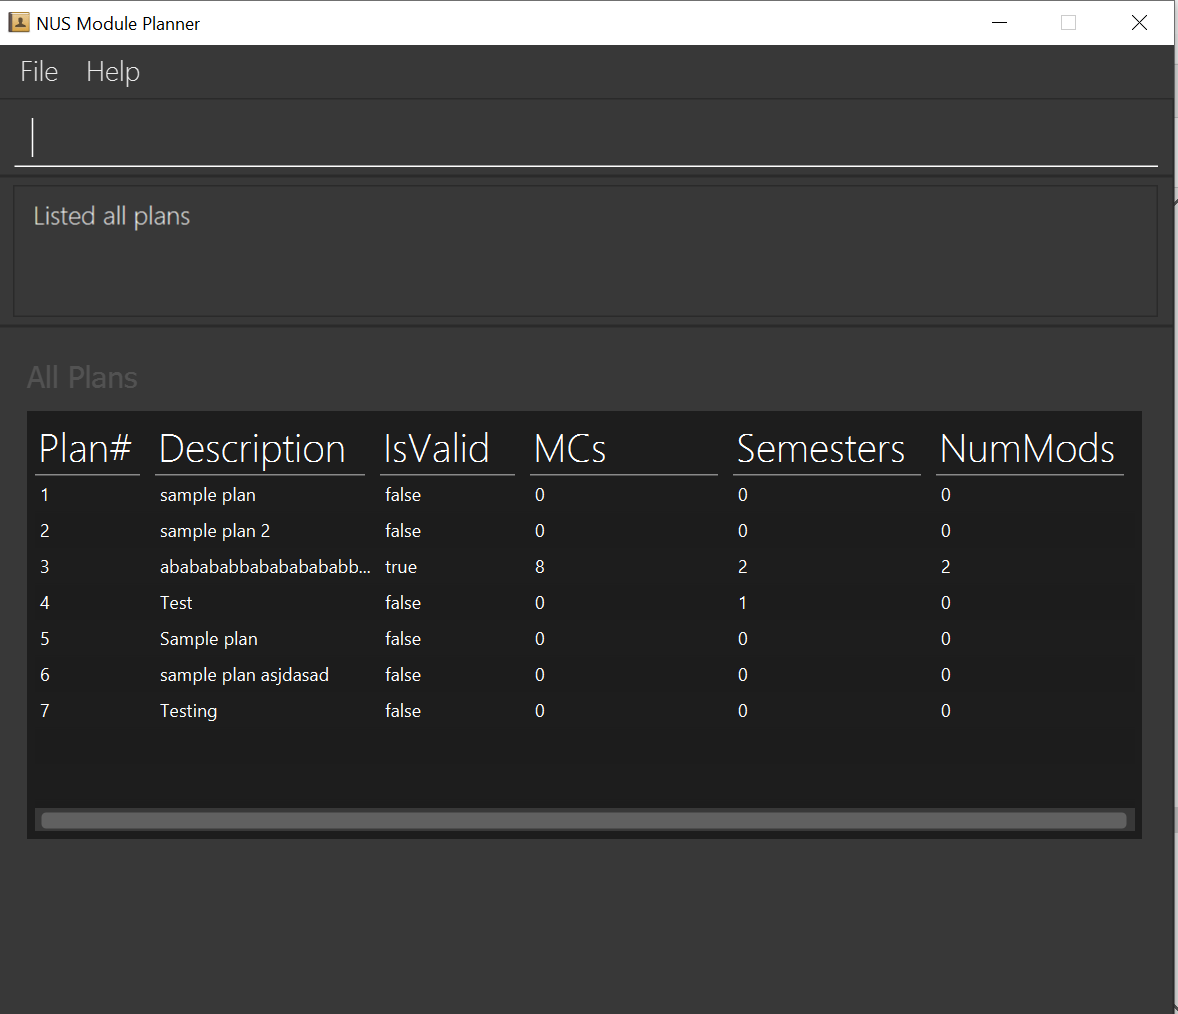 NUS Module Planner
File Help
Listed all plans
All Plans
Plan# Description IsValid MCs Semesters NumMods
1 sample plan false 0 0 0
2 sample plan 2 false 0 0 0
3 ababababbabababababb... true 8 2 2
4 Test false 0 1 0
5 Sample plan false 0 0 0
6 sample plan asjdasad false 0 0 0
7 Testing false 0 0 0